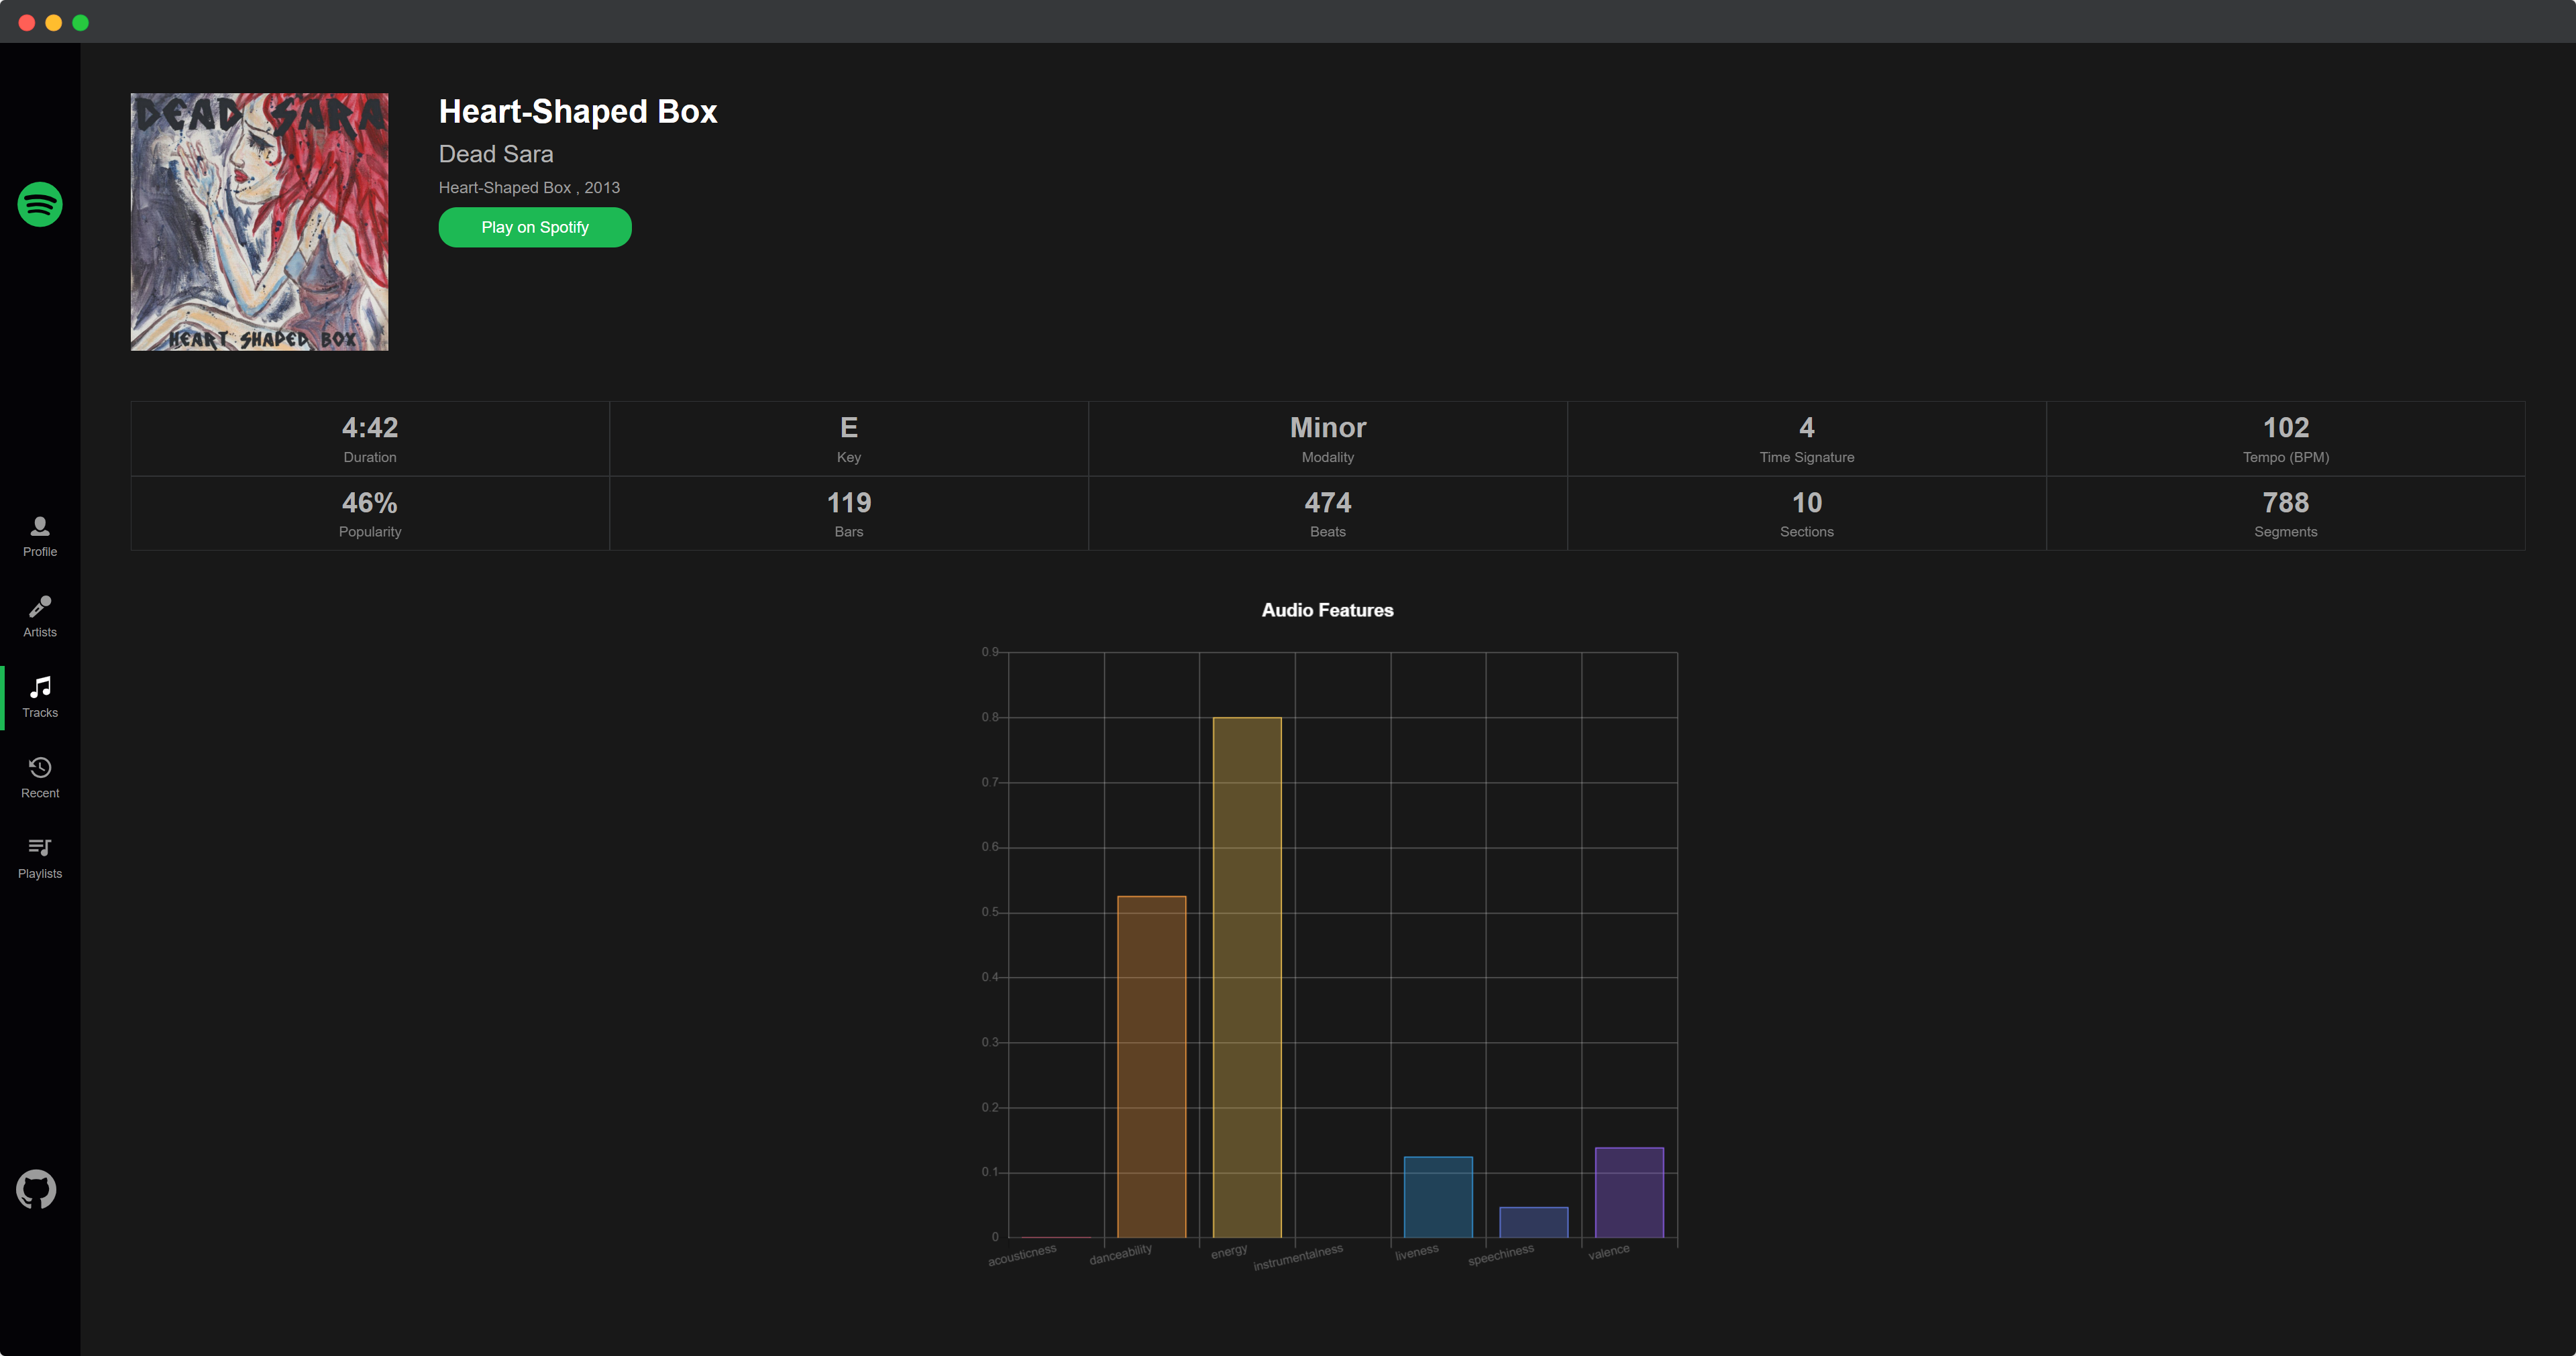 DEAD SARA
HEART SHAPED BOX
Heart-Shaped Box
Dead Sara
Heart-Shaped Box , 2013
Play on Spotify
Profile
Artists
Tracks
Recent
Playlists
4:42
Duration
E
Key
Minor
Modality
4
Time Signature
102
Tempo (BPM)
46%
Popularity
119
Bars
474
Beats
10
Sections
788
Segments
Audio Features
0.9
0.8
0.7
0.6
0.5
0.4
0.3
0.2
0.1
0
acousticness
danceability
energy
instrumentalness
liveness
speechiness
valence